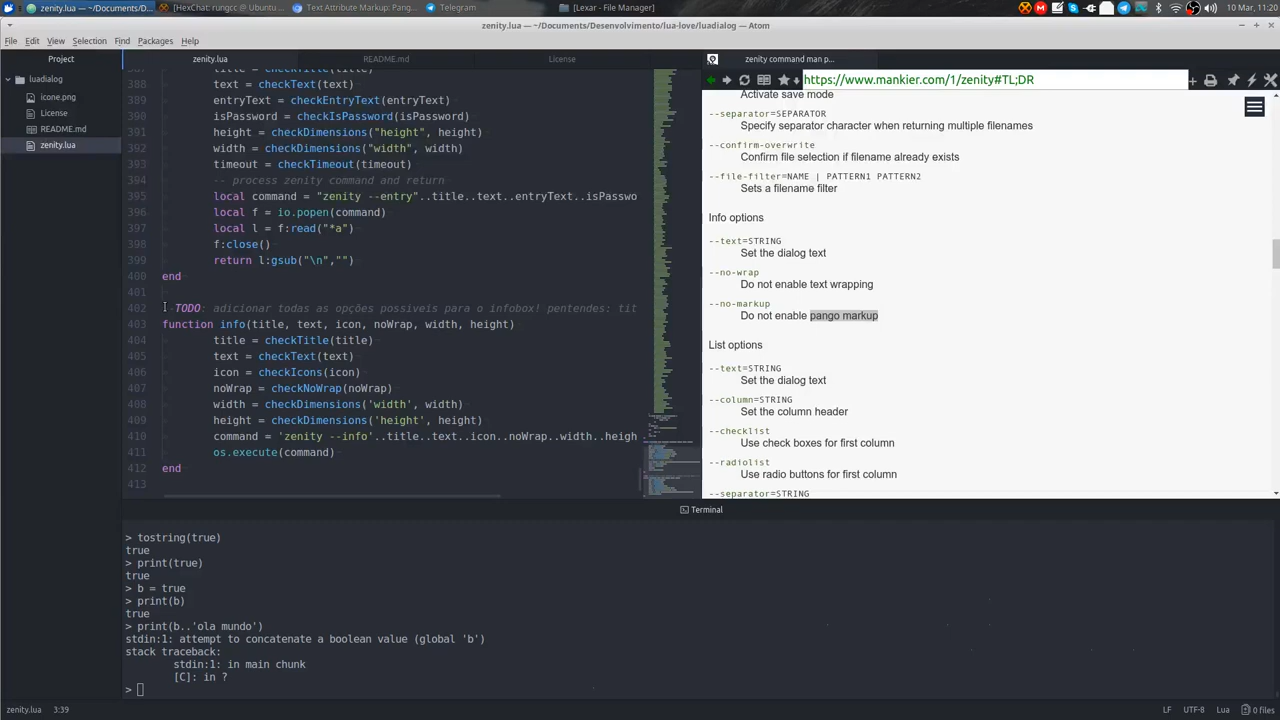 zenity.lua — ~/Documents/D
[HexChat: rungcc @ Ubuntu ...
Text Attribute Markup: Pang...
Telegram
[Lexar - File Manager]
10 Mar, 11:20
zenity.lua — ~/Documents/Desenvolvimento/lua-love/luadialog — Atom
File Edit View Selection Find Packages Help
Project
luadialog
icone.png
License
README.md
zenity.lua
zenity.lua
README.md
License
388 text = checkText(text)
389 entryText = checkEntryText(entryText)
390 isPassword = checkIsPassword(isPassword)
391 height = checkDimensions("height", height)
392 width = checkDimensions("width", width)
393 timeout = checkTimeout(timeout)
394 -- process zenity command and return
395 local command = "zenity --entry"..title..text..entryText..isPasswo
396 local f = io.popen(command)
397 local l = f:read("*a")
398 f:close()
399 return l:gsub("\n","")
400 end
401
402 TODO: adicionar todas as opções possiveis para o infobox! pentendes: tit
403 function info(title, text, icon, noWrap, width, height)
404 title = checkTitle(title)
405 text = checkText(text)
406 icon = checkIcons(icon)
407 noWrap = checkNoWrap(noWrap)
408 width = checkDimensions('width', width)
409 height = checkDimensions('height', height)
410 command = 'zenity --info'..title..text..icon..noWrap..width..heigh
411 os.execute(command)
412 end
413
zenity command man p...
https://www.mankier.com/1/zenity#TL;DR
Activate save mode
--separator=SEPARATOR
Specify separator character when returning multiple filenames
--confirm-overwrite
Confirm file selection if filename already exists
--file-filter=NAME | PATTERN1 PATTERN2
Sets a filename filter
Info options
--text=STRING
Set the dialog text
--no-wrap
Do not enable text wrapping
--no-markup
Do not enable pango markup
List options
--text=STRING
Set the dialog text
--column=STRING
Set the column header
--checklist
Use check boxes for first column
--radiolist
Use radio buttons for first column
--separator=STRING
Terminal
> tostring(true)
true
> print(true)
true
> b = true
> print(b)
true
> print(b..'ola mundo')
stdin:1: attempt to concatenate a boolean value (global 'b')
stack traceback:
stdin:1: in main chunk
[C]: in ?
>
zenity.lua 3:39
LF UTF-8 Lua 0 files